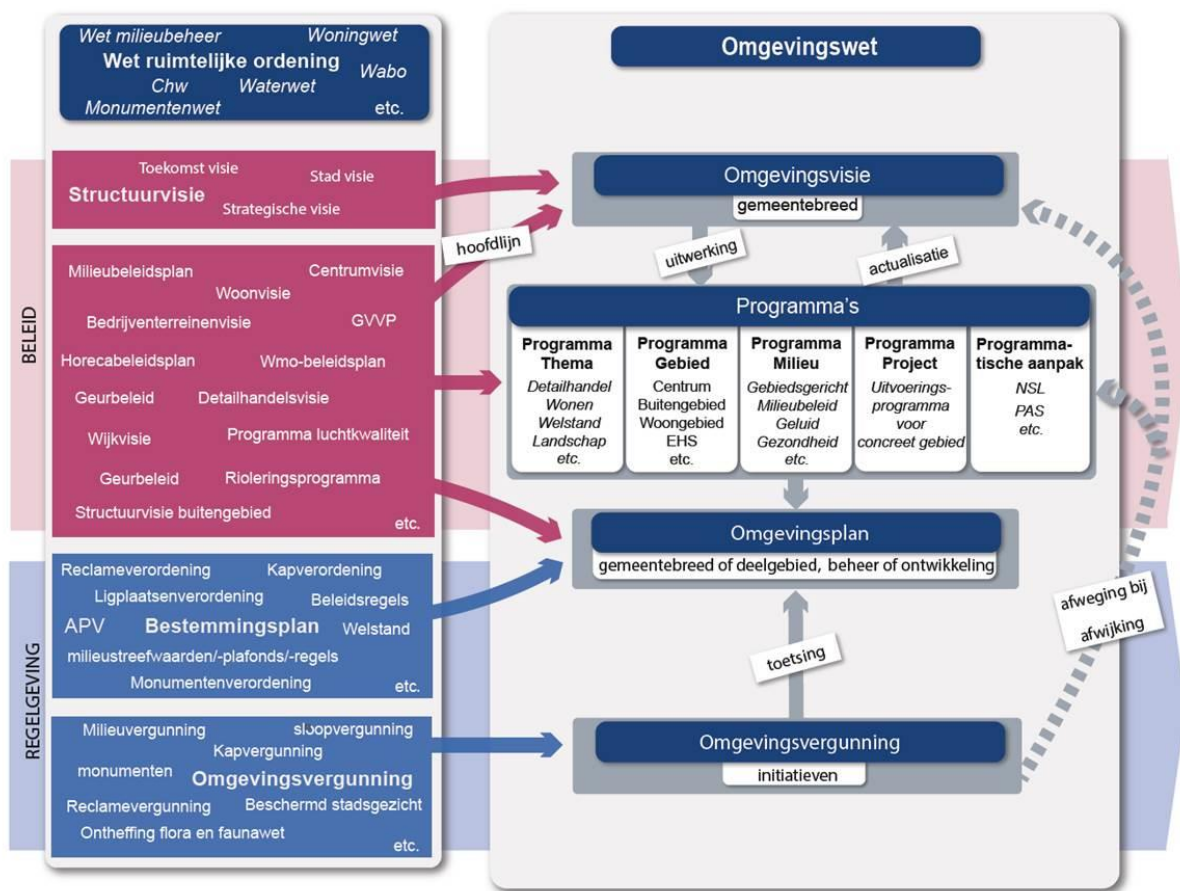 Wet milieubeheer
Woningwet
Wet ruimtelijke ordening
Wabo
Chw
Waterwet
Monumentenwet
etc.
BELEID
Toekomst visie
Stad visie
Structuurvisie
Strategische visie
hoofdlijn
Milieubeleidsplan
Centrumvisie
Woonvisie
Bedrijventerreinenvisie
GVVP
Horecabeleidsplan
Wmo-beleidsplan
Geurbeleid
Detailhandelsvisie
Wijkvisie
Programma luchtkwaliteit
Geurbeleid
Rioleringsprogramma
Structuurvisie buitengebied
etc.
REGRELGEVING
Reclameverordening
Kapverordening
Ligplaatsenverordening
Beleidsregels
APV
Bestemmingsplan
Welstand
milieustreefwaarden/-plafonds/-regels
Monumentenverordening
etc.
Milieuvergunning
sloopvergunning
Kapvergunning
monumenten
Omgevingsvergunning
Reclamevergunning
Beschermd stadsgezicht
Ontheffing flora en faunawet
etc.
Omgevingswet
Omgevingsvisie
gemeentebreed
uitwerking
actualisatie
Programma's
Programma
Thema
Detailhandel
Wonen
Welstand
Landschap
etc.
Programma
Gebied
Centrum
Buitengebied
Woongebied
EHS
etc.
Programma
Milieu
Gebiedsgericht
Milieubeleid
Geluid
Gezondheid
etc.
Programma
Project
Uitvoerings-
programma
voor
concreet gebied
Programma-
tische aanpak
NSL
PAS
etc.
Omgevingsplan
gemeentebreed of deelgebied, beheer of ontwikkeling
toetsing
afweging bij
afwijking
Omgevingsvergunning
initiatieven